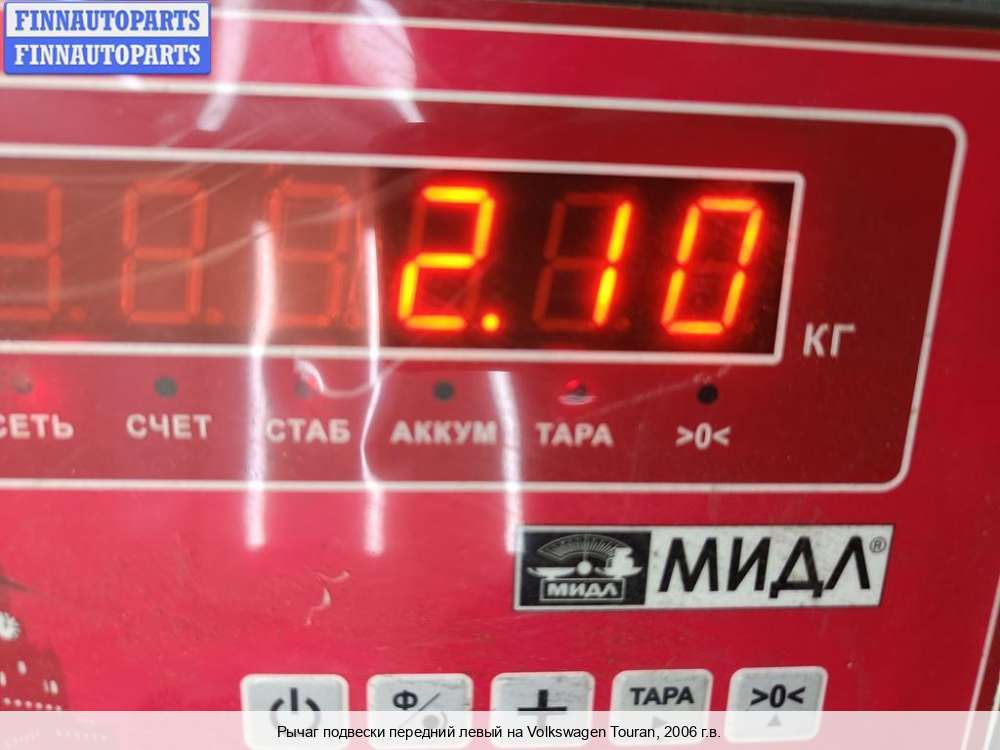 FINNAUTOPARTS
FINNAUTOPARTS
2.10
КГ
СЕТЬ СЧЕТ СТАБ АККУМ ТАРА >0<
МИДЛ МИДЛ®
Ф + ТАРА >0<
Рычаг подвески передний левый на Volkswagen Touran, 2006 г.в.